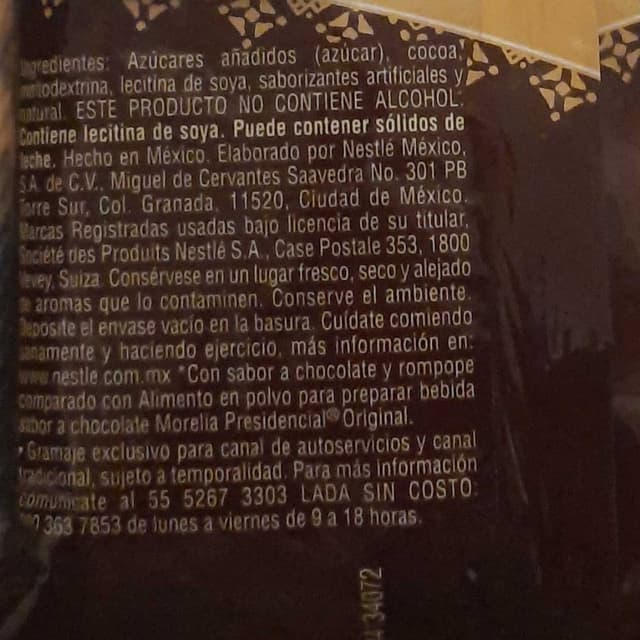 Ingredientes: Azúcares añadidos (azúcar), cocoa,
maltodextrina, lecitina de soya, saborizantes artificiales y
natural. ESTE PRODUCTO NO CONTIENE ALCOHOL.
Contiene lecitina de soya. Puede contener sólidos de
leche. Hecho en México. Elaborado por Nestlé México,
S.A. de C.V., Miguel de Cervantes Saavedra No. 301 PB
Torre Sur, Col. Granada, 11520, Ciudad de México.
Marcas Registradas usadas bajo licencia de su titular,
Société des Produits Nestlé S.A., Case Postale 353, 1800
Vevey, Suiza. Consérvese en un lugar fresco, seco y alejado
de aromas que lo contaminen. Conserve el ambiente.
Deposite el envase vacío en la basura. Cuídate comiendo
sanamente y haciendo ejercicio, más información en:
www.nestle.com.mx *Con sabor a chocolate y rompope
comparado con Alimento en polvo para preparar bebida
sabor a chocolate Morelia Presidencial® Original.
Gramaje exclusivo para canal de autoservicios y canal
tradicional, sujeto a temporalidad. Para más información
comunícate al 55 5267 3303 LADA SIN COSTO:
363 7853 de lunes a viernes de 9 a 18 horas.
34072